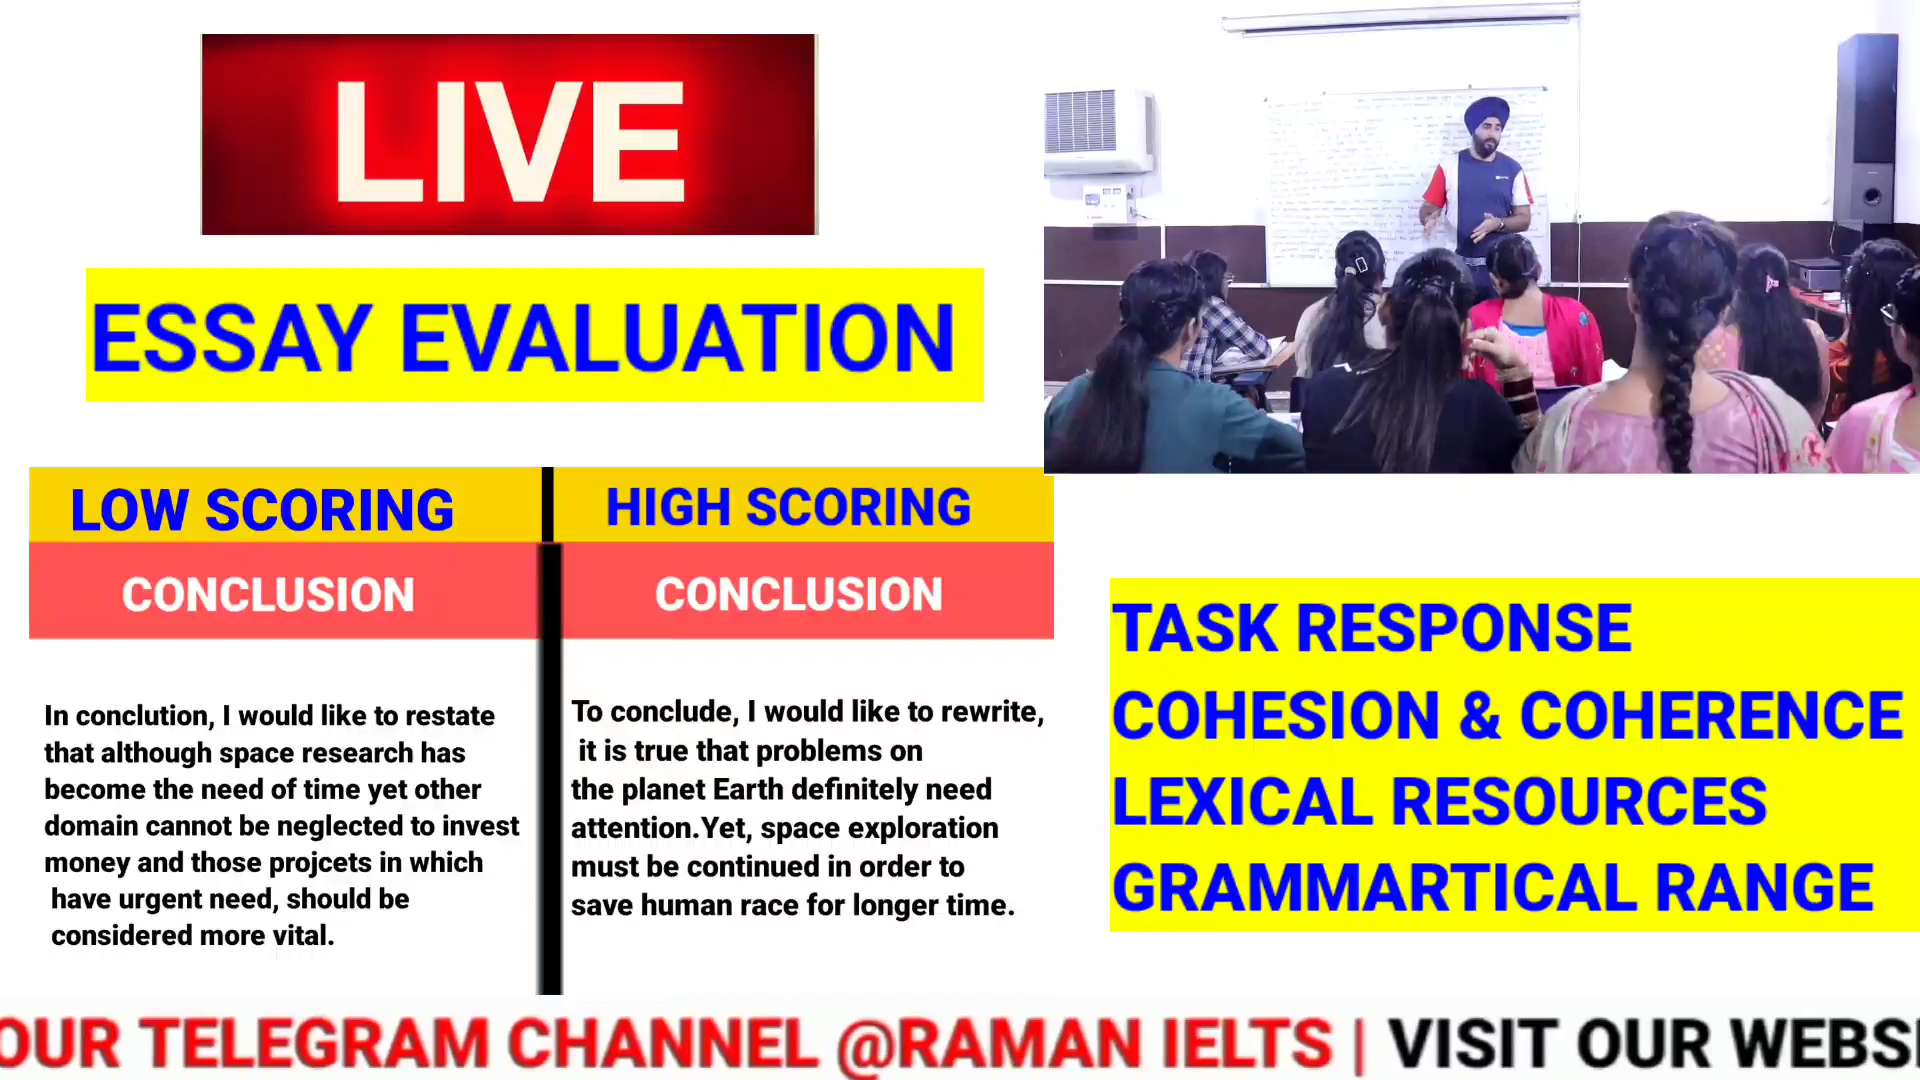 LIVE
ESSAY EVALUATION
LOW SCORING
HIGH SCORING
CONCLUSION
CONCLUSION
In conclution, I would like to restate
that although space research has
become the need of time yet other
domain cannot be neglected to invest
money and those projcets in which
have urgent need, should be
considered more vital.
To conclude, I would like to rewrite,
it is true that problems on
the planet Earth definitely need
attention.Yet, space exploration
must be continued in order to
save human race for longer time.
TASK RESPONSE
COHESION & COHERENCE
LEXICAL RESOURCES
GRAMMARTICAL RANGE
OUR TELEGRAM CHANNEL @RAMAN IELTS | VISIT OUR WEBSI